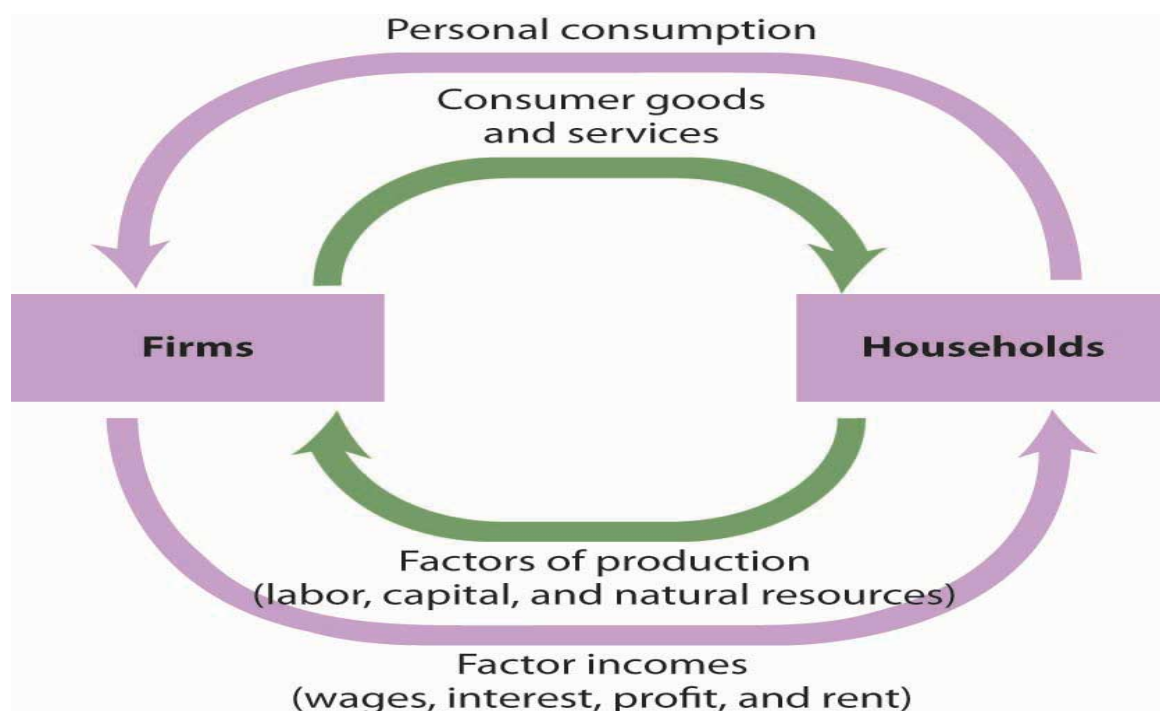 Personal consumption
Consumer goods
and services
Firms
Households
Factors of production
(labor, capital, and natural resources)
Factor incomes
(wages, interest, profit, and rent)